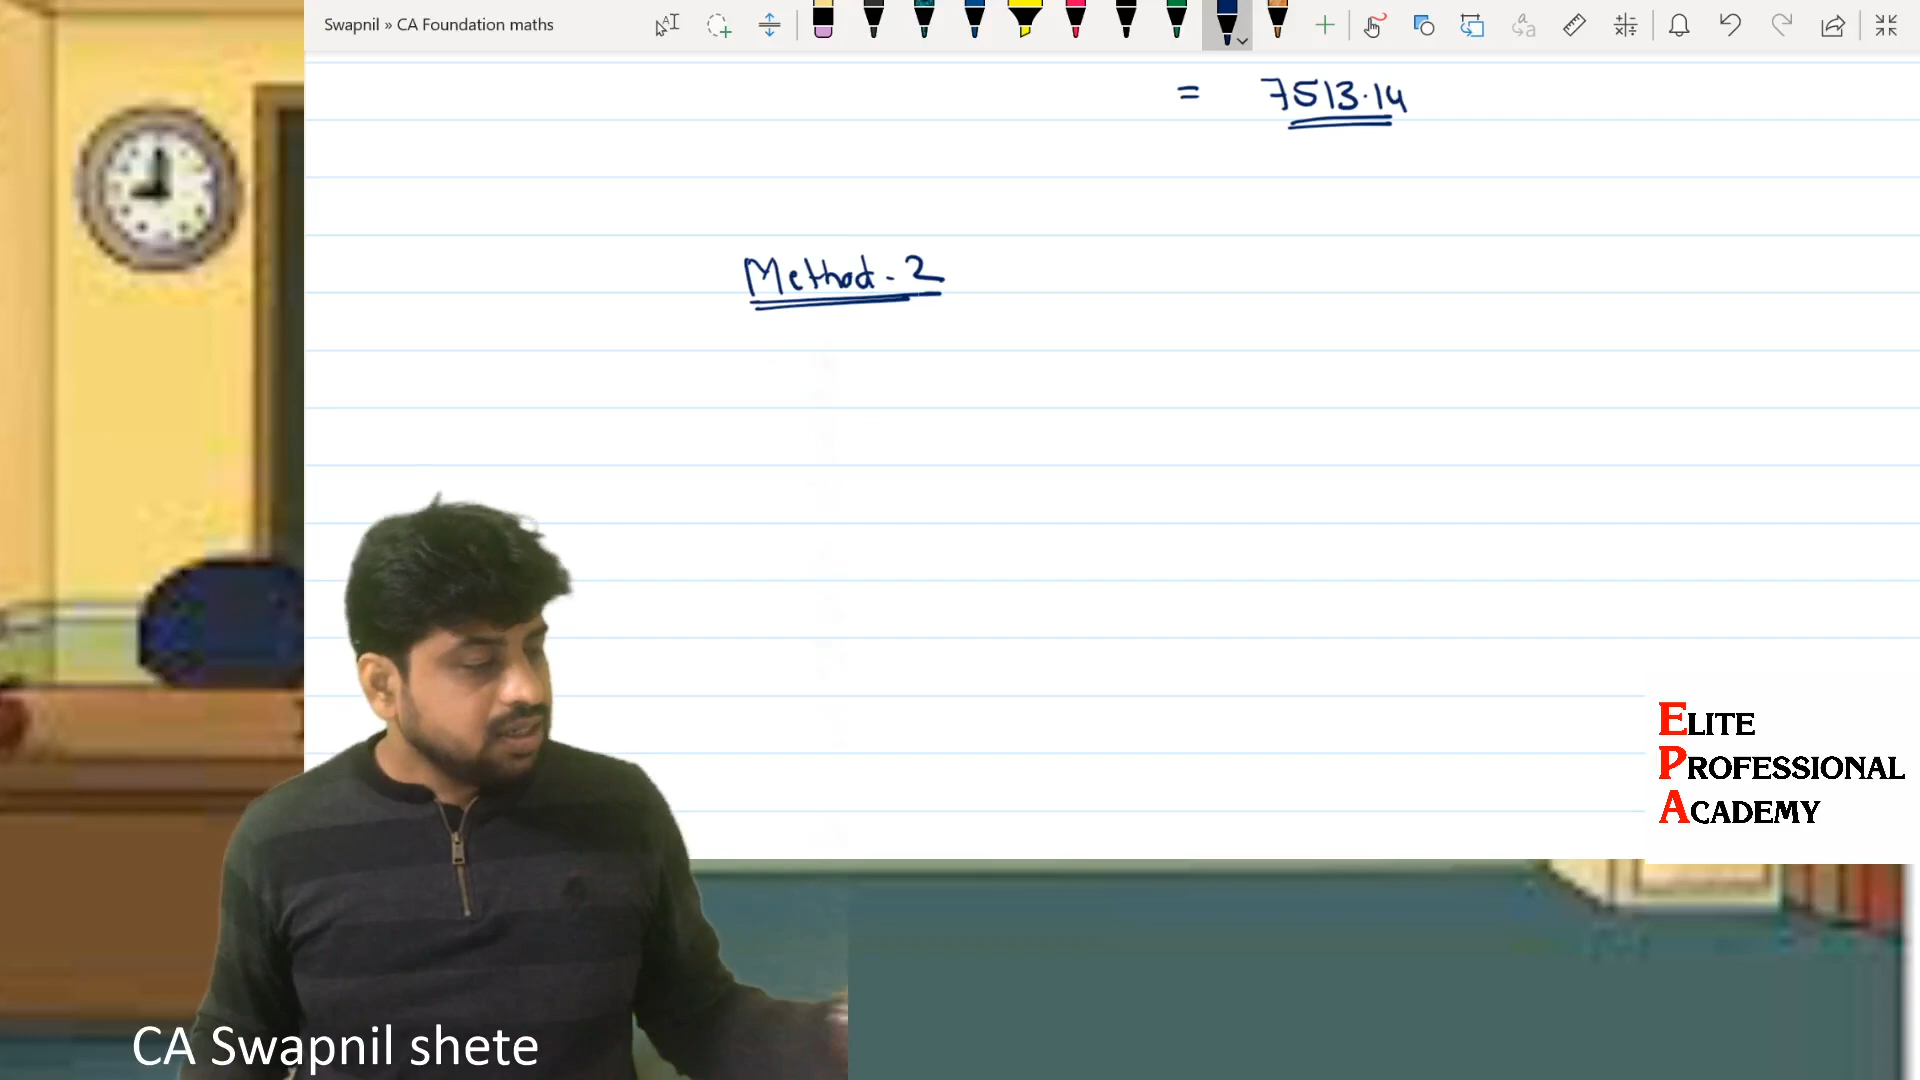 Swapnil » CA Foundation maths
= 7513.14
Method - 2
ELITE
PROFESSIONAL
ACADEMY
CA Swapnil shete